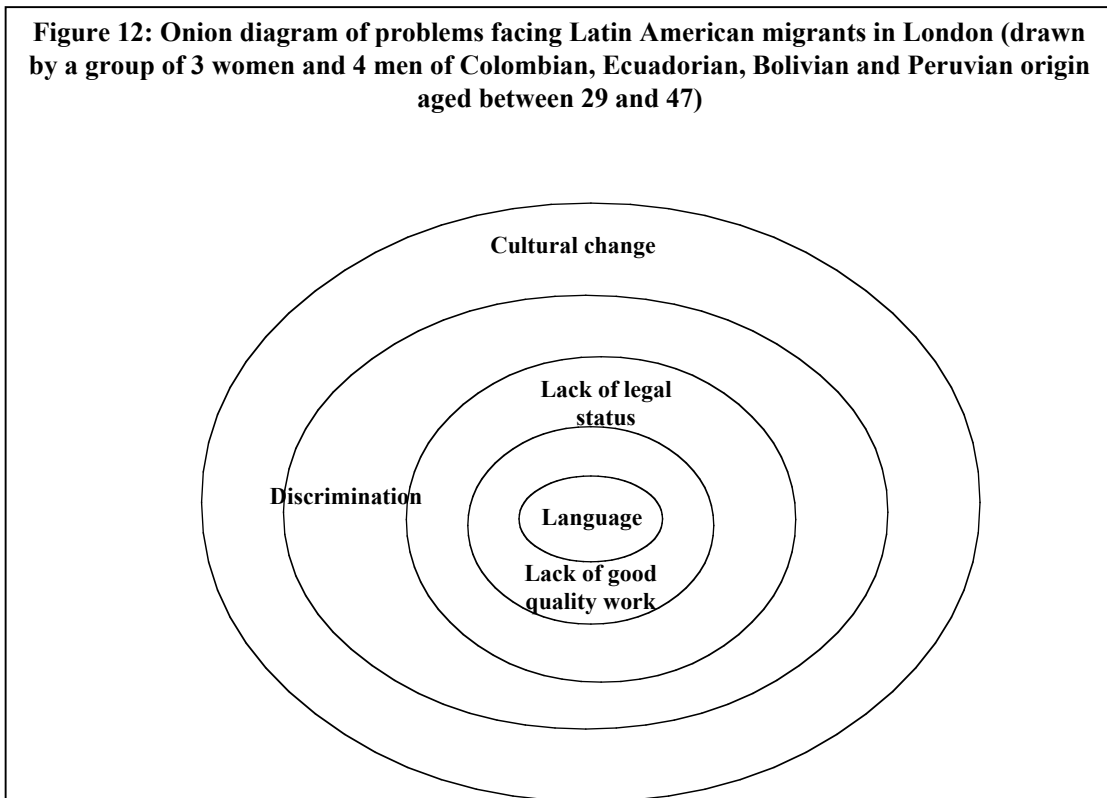 Figure 12: Onion diagram of problems facing Latin American migrants in London (drawn
by a group of 3 women and 4 men of Colombian, Ecuadorian, Bolivian and Peruvian origin
aged between 29 and 47)
Cultural change
Lack of legal
status
Discrimination
Language
Lack of good
quality work